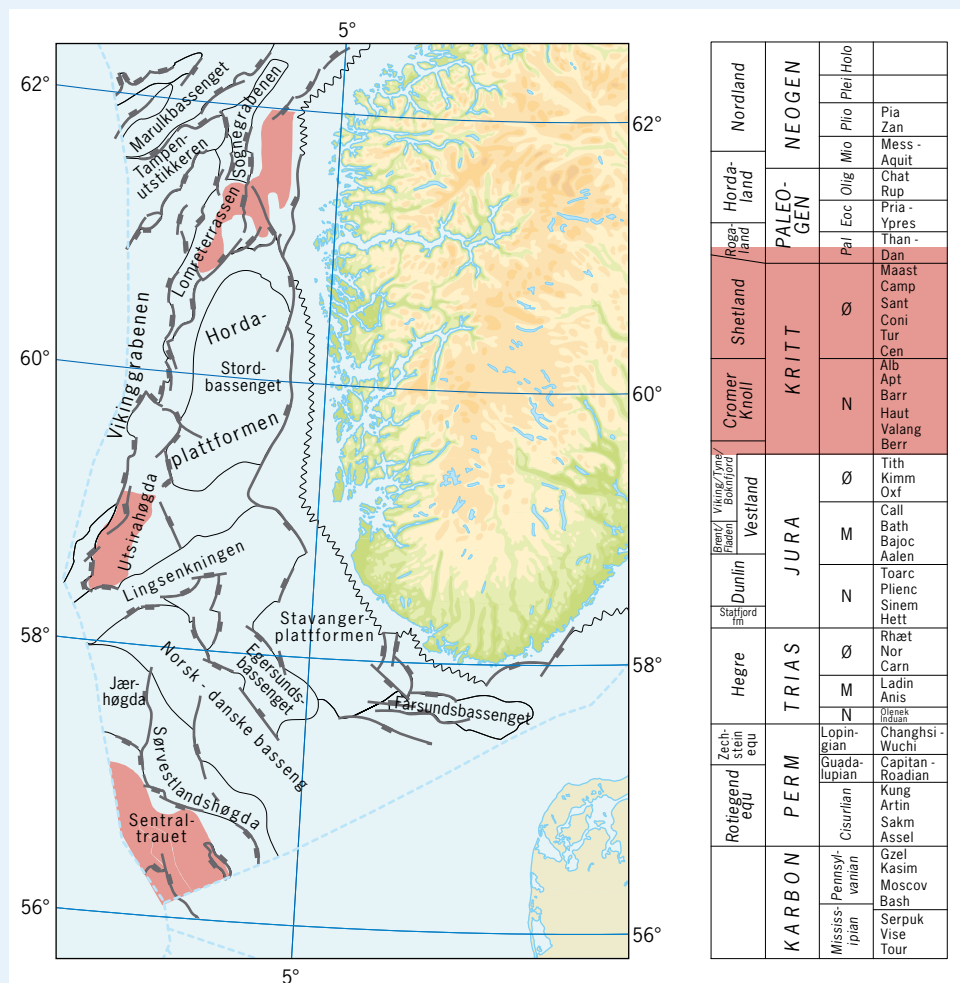 5°
62°
62°
60°
60°
58°
58°
56°
56°
5°
Marulkbassenget
Tampen-
utstikkeren
Sognegrabenen
Lomreterrassen
Vikinggrabenen
Horda-
plattformen
Stord-
bassenget
Utsirahøgda
Lingsenkningen
Stavanger-
plattformen
Egersunds-
bassenget
Norsk - danske basseng
Farsundsbassenget
Jær-
høgda
Sørvestlandshøgda
Sentral-
trauet
Nordland
Horda-
land
Roga-
land
Shetland
Cromer
Knoll
Viking/Tyne/
Boknfjord
Brent/
Fladen
Vestland
Dunlin
Statfjord
fm
Hegre
Zech-
stein
equ
Rotliegend
equ
NEOGEN
PALEO-
GEN
KRITT
JURA
TRIAS
PERM
KARBON
Holo
Plei
Plio
Mio
Olig
Eoc
Pal
Ø
N
Ø
M
N
Ø
M
N
Lopin-
gian
Guada-
lupian
Cisurlian
Pennsyl-
vanian
Mississ-
ipian
Pia
Zan
Mess -
Aquit
Chat
Rup
Pria -
Ypres
Than -
Dan
Maast
Camp
Sant
Coni
Tur
Cen
Alb
Apt
Barr
Haut
Valang
Berr
Tith
Kimm
Oxf
Call
Bath
Bajoc
Aalen
Toarc
Plienc
Sinem
Hett
Rhæt
Nor
Carn
Ladin
Anis
Olenek
Induan
Changhsi -
Wuchi
Capitan -
Roadian
Kung
Artin
Sakm
Assel
Gzel
Kasim
Moscov
Bash
Serpuk
Vise
Tour